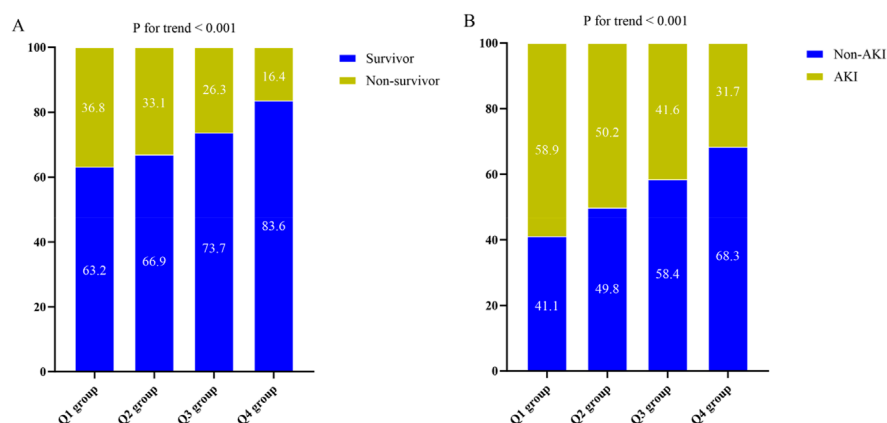 A
P for trend < 0.001
Survivor
Non-survivor
100
80
60
40
20
0
36.8
33.1
26.3
16.4
63.2
66.9
73.7
83.6
Q1 group
Q2 group
Q3 group
Q4 group
B
P for trend < 0.001
Non-AKI
AKI
100
80
60
40
20
0
58.9
50.2
41.6
31.7
41.1
49.8
58.4
68.3
Q1 group
Q2 group
Q3 group
Q4 group